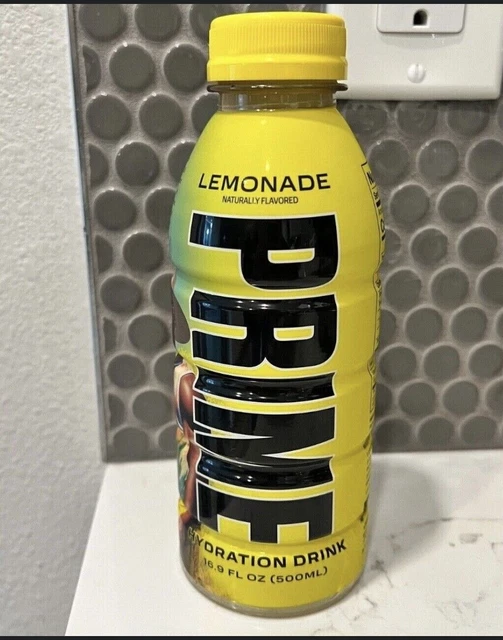 LEMONADE
NATURALLY FLAVORED
PRIME
HYDRATION DRINK
16.9 FL OZ (500ML)